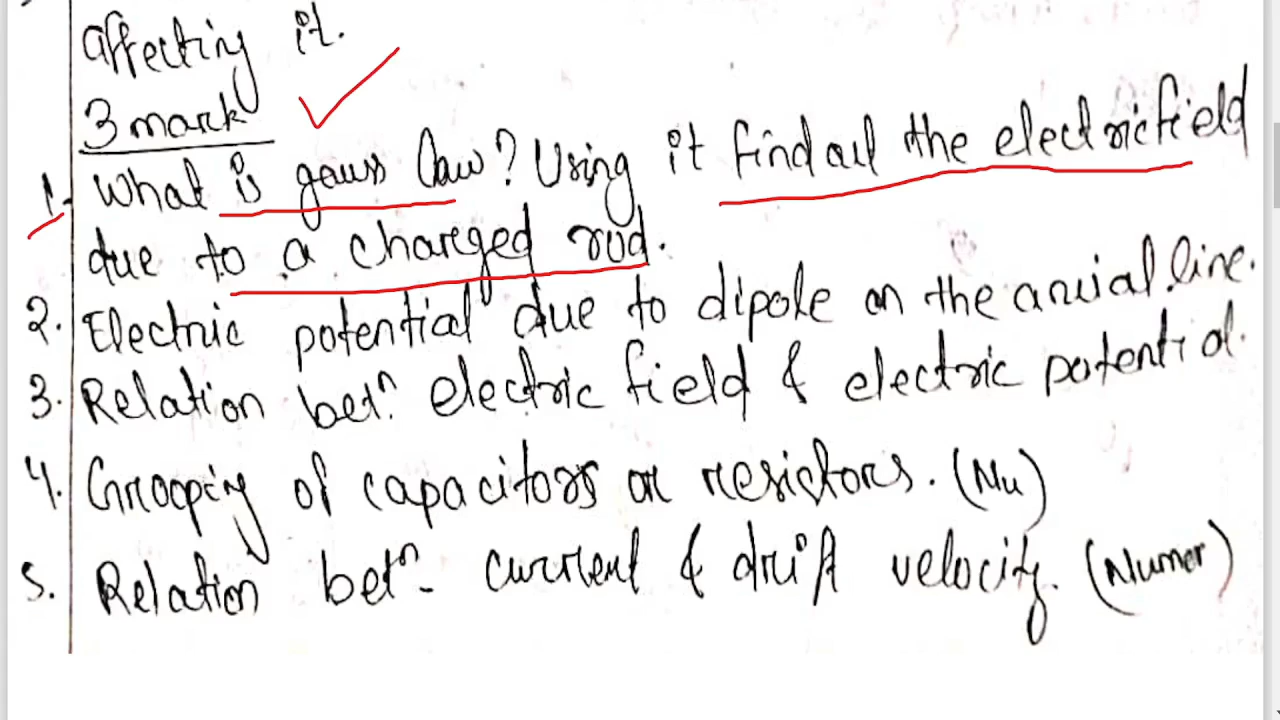 affecting it.
3 mark
1. What is gauss law? Using it find out the electric field
due to a charged rod.
2. Electric potential due to dipole on the axial line.
3. Relation betn. electric field & electric potential.
4. Grooping of capacitors or resistors. (Nu)
5. Relation betn. current & drift velocity. (Numer)